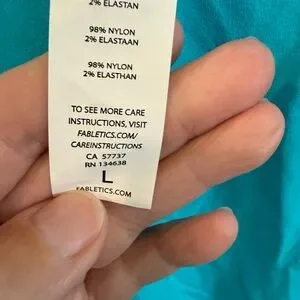 2% ELASTAN
98% NYLON
2% ELASTAAN
98% NYLON
2% ELASTHAN
TO SEE MORE CARE
INSTRUCTIONS, VISIT
FABLETICS.COM/
CAREINSTRUCTIONS
CA 57737
RN 134638
L
FABLETICS.COM